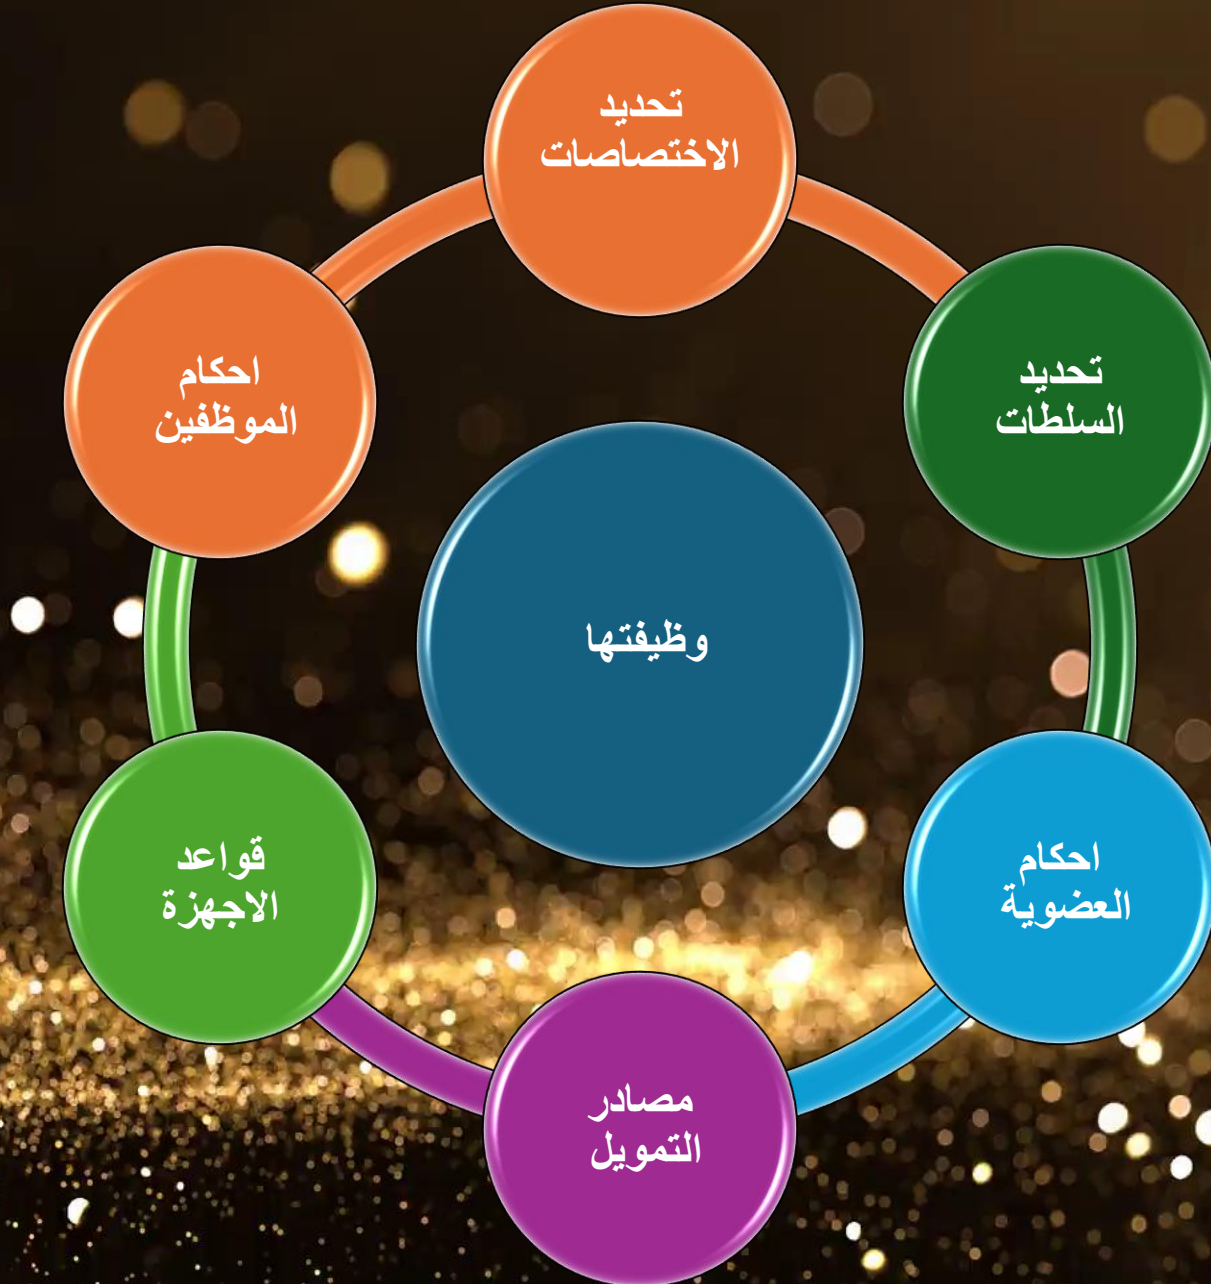 تحديد
الاختصاصات
تحديد
السلطات
احكام
العضوية
مصادر
التمويل
قواعد
الاجهزة
احكام
الموظفين
وظيفتها